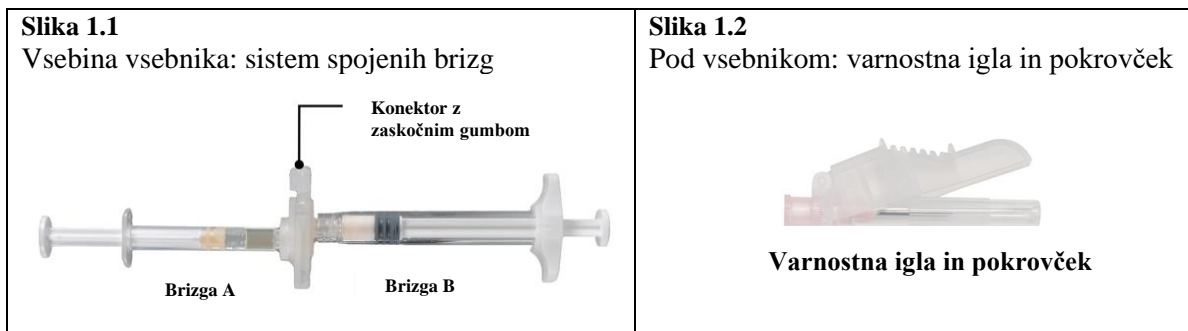 Slika 1.1
Vsebina vsebnika: sistem spojenih brizg
Konektor z
zaskočnim gumbom
Brizga A
Brizga B
Slika 1.2
Pod vsebnikom: varnostna igla in pokrovček
Varnostna igla in pokrovček